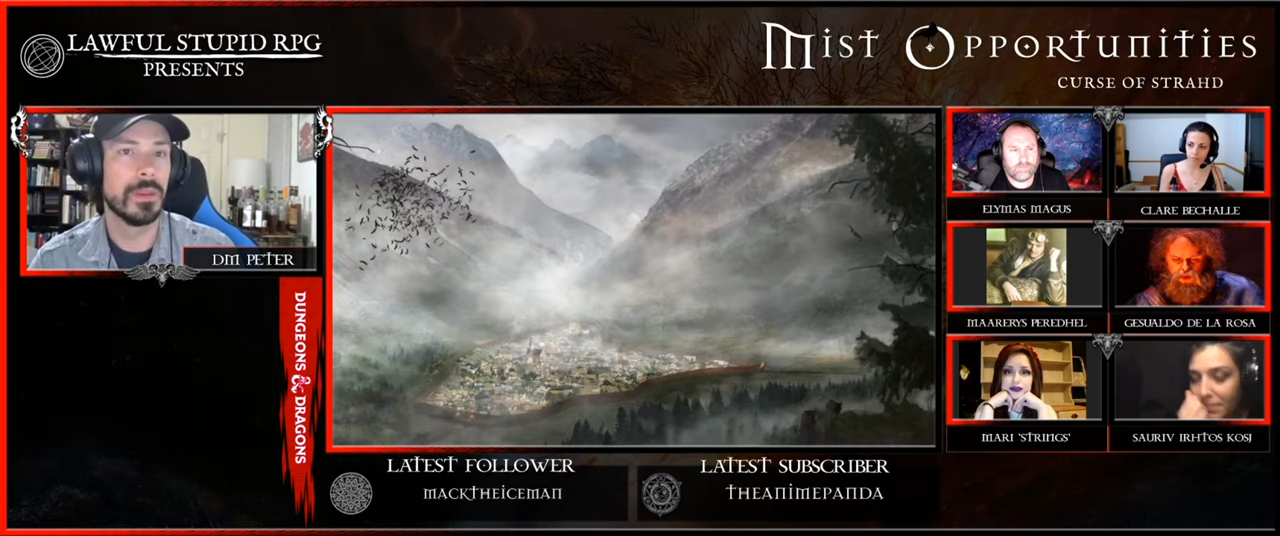 LAWFUL STUPID RPG
PRESENTS
MIST OPPORTUNITIES
CURSE OF STRAHD
DM PETER
DUNGEONS & DRAGONS
ELYMAS MAGUS
CLARE BECHALLE
MAARERYS PEREDHEL
GESUALDO DE LA ROSA
MARI 'STRINGS'
SAURIV IRHTOS KOSJ
LATEST FOLLOWER
MACKTHEICEMAN
LATEST SUBSCRIBER
THEANIMEPANDA